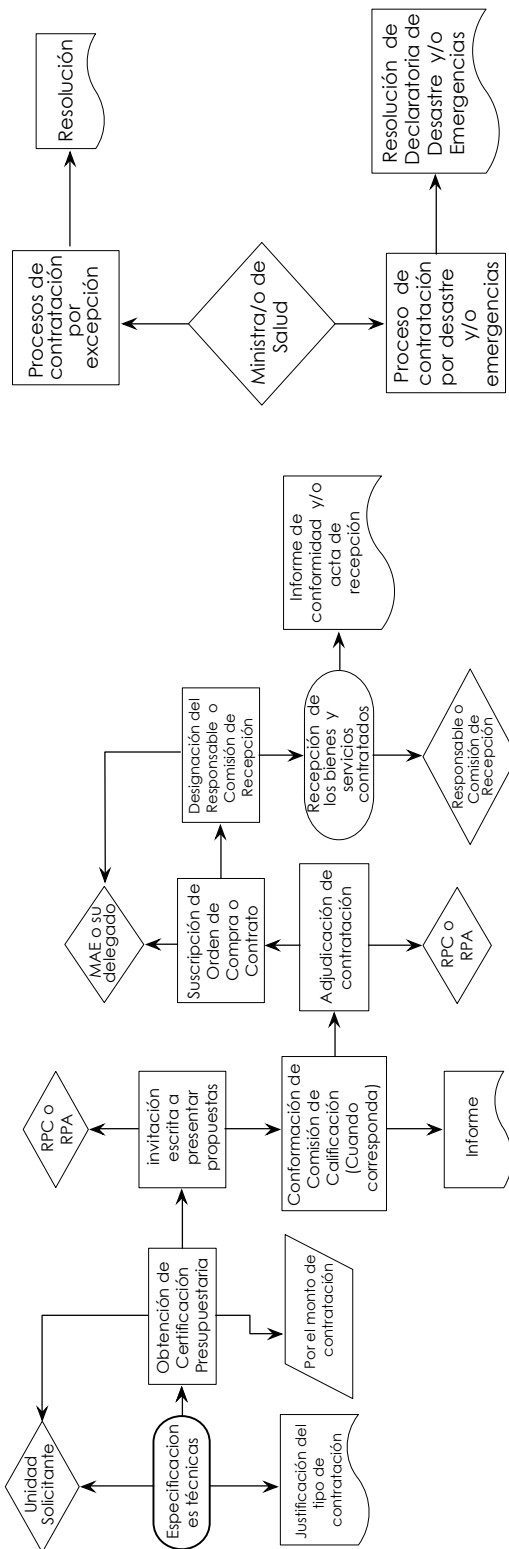 Unidad
Solicitante
Especificacion
es técnicas
Justificación del
tipo de
contratación
Obtención de
Certificación
Presupuestaria
Por el monto de
contratación
RPC o
RPA
invitación
escrita a
presentar
propuestas
Conformación de
Comisión de
Calificación
(Cuando
corresponda)
Informe
MAE o su
delegado
Suscripción de
Orden de
Compra o
Contrato
Adjudicación de
contratación
RPC o
RPA
Designación del
Responsable o
Comisión de
Recepción
Recepción de
los bienes y
servicios
contratados
Informe de
conformidad y/o
acta de
recepción
Responsable o
Comisión de
Recepción
Procesos de
contratación
por
excepción
Resolución
Ministra/o de
Salud
Proceso de
contratación
por desastre
y/o
emergencias
Resolución de
Declaratoria de
Desastre y/o
Emergencias